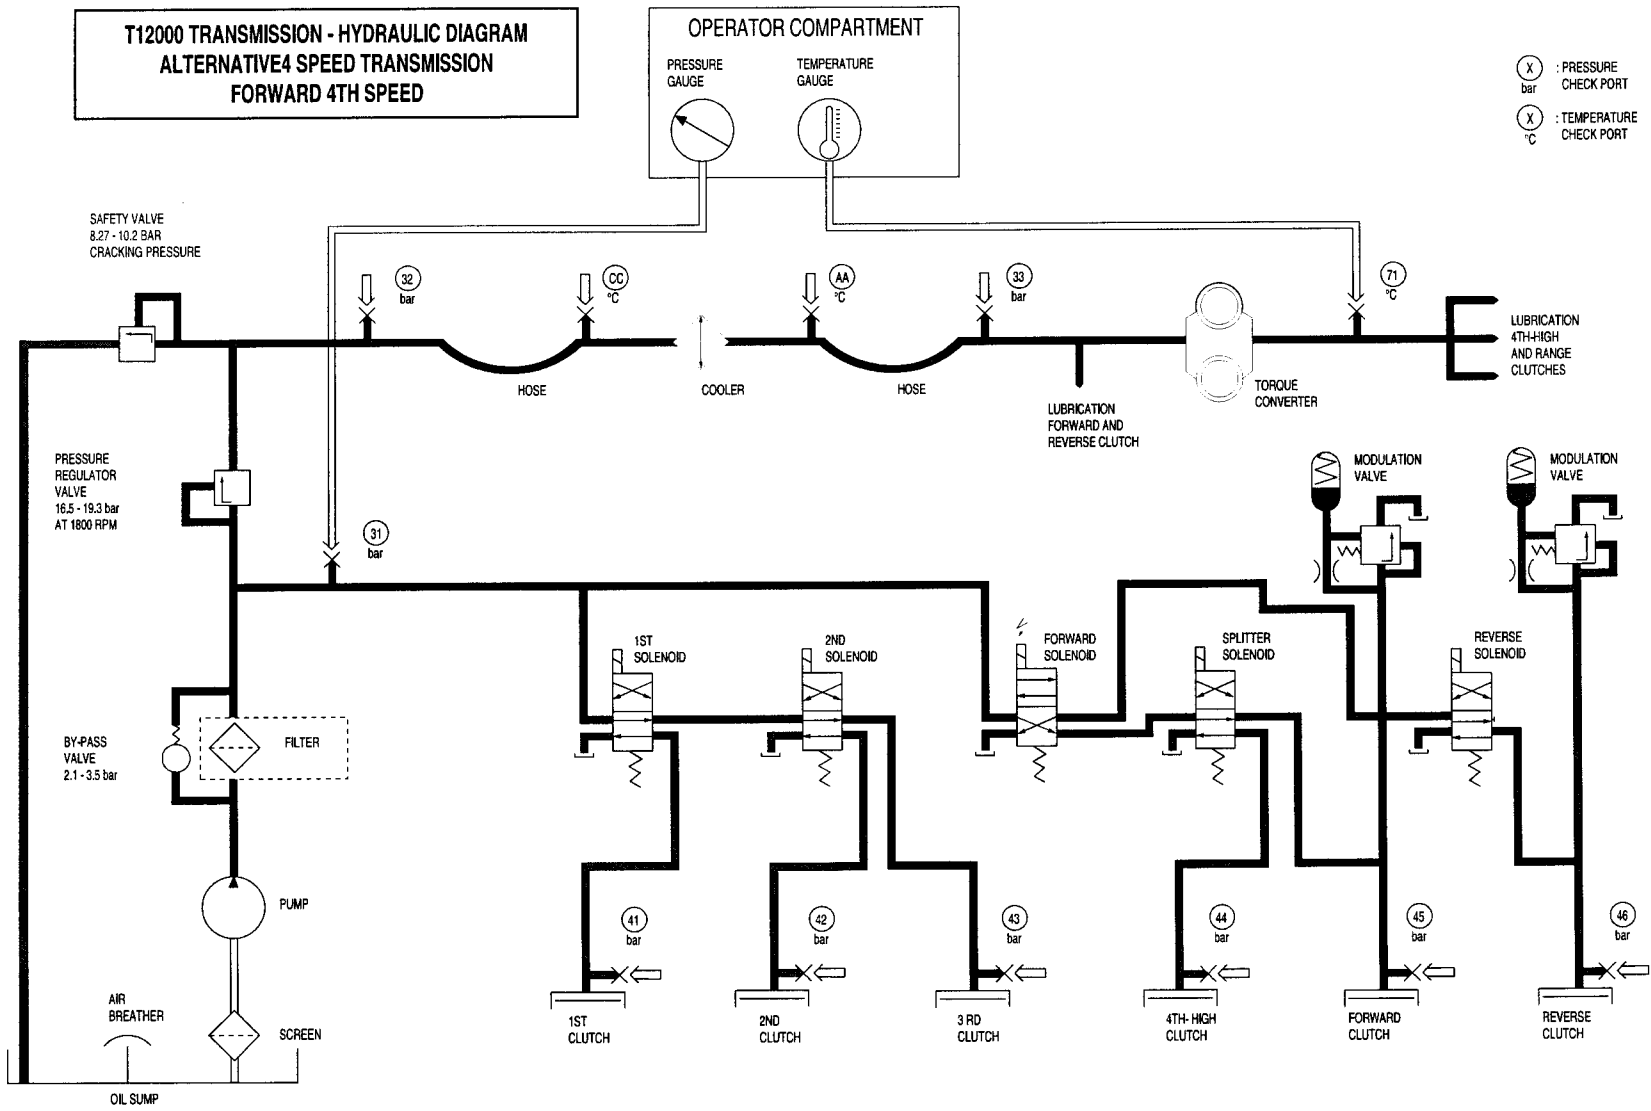 T12000 TRANSMISSION - HYDRAULIC DIAGRAM
ALTERNATIVE4 SPEED TRANSMISSION
FORWARD 4TH SPEED
OPERATOR COMPARTMENT
PRESSURE
GAUGE
TEMPERATURE
GAUGE
X
bar
: PRESSURE
CHECK PORT
X
°C
: TEMPERATURE
CHECK PORT
SAFETY VALVE
8.27 - 10.2 BAR
CRACKING PRESSURE
32
bar
CC
°C
AA
°C
33
bar
71
°C
HOSE
COOLER
HOSE
LUBRICATION
FORWARD AND
REVERSE CLUTCH
TORQUE
CONVERTER
LUBRICATION
4TH-HIGH
AND RANGE
CLUTCHES
PRESSURE
REGULATOR
VALVE
16.5 - 19.3 bar
AT 1800 RPM
31
bar
MODULATION
VALVE
MODULATION
VALVE
1ST
SOLENOID
2ND
SOLENOID
FORWARD
SOLENOID
SPLITTER
SOLENOID
REVERSE
SOLENOID
BY-PASS
VALVE
2.1 - 3.5 bar
FILTER
PUMP
41
bar
42
bar
43
bar
44
bar
45
bar
46
bar
AIR
BREATHER
SCREEN
OIL SUMP
1ST
CLUTCH
2ND
CLUTCH
3 RD
CLUTCH
4TH- HIGH
CLUTCH
FORWARD
CLUTCH
REVERSE
CLUTCH